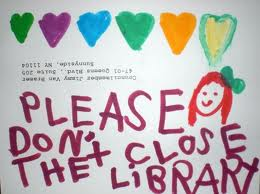 Councilmember Jimmy Van Bramer
47-01 Queens Blvd, Suite 205
Sunnyside, NY 11104
PLEASE
DON'T CLOSE
THE LIBRARY